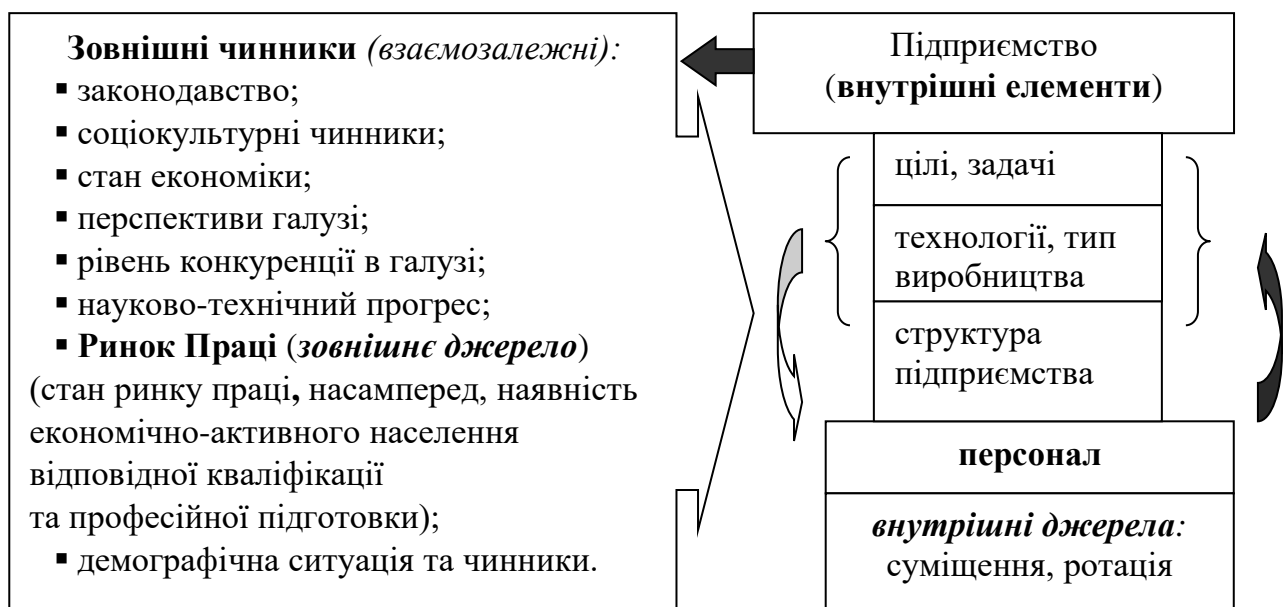 Зовнішні чинники (взаємозалежні):
▪ законодавство;
▪ соціокультурні чинники;
▪ стан економіки;
▪ перспективи галузі;
▪ рівень конкуренції в галузі;
▪ науково-технічний прогрес;
▪ Ринок Праці (зовнішнє джерело)
(стан ринку праці, насамперед, наявність
економічно-активного населення
відповідної кваліфікації
та професійної підготовки);
▪ демографічна ситуація та чинники.
Підприємство
(внутрішні елементи)
цілі, задачі
технології, тип
виробництва
структура
підприємства
персонал
внутрішні джерела:
суміщення, ротація